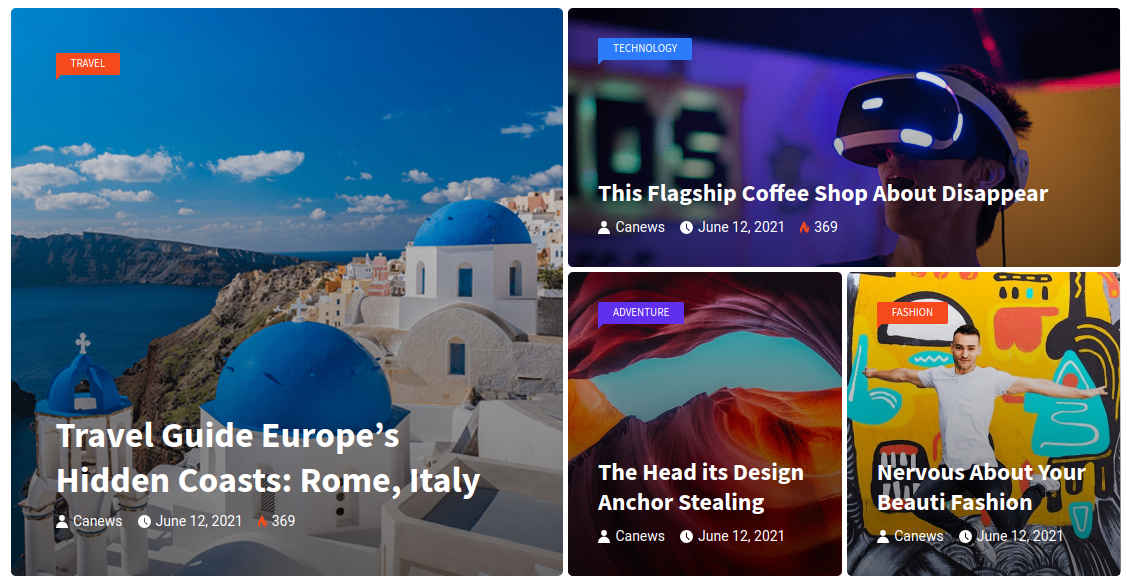 TRAVEL
Travel Guide Europe’s
Hidden Coasts: Rome, Italy
Canews June 12, 2021 369
TECHNOLOGY
This Flagship Coffee Shop About Disappear
Canews June 12, 2021 369
ADVENTURE
The Head its Design
Anchor Stealing
Canews June 12, 2021
FASHION
Nervous About Your
Beauti Fashion
Canews June 12, 2021